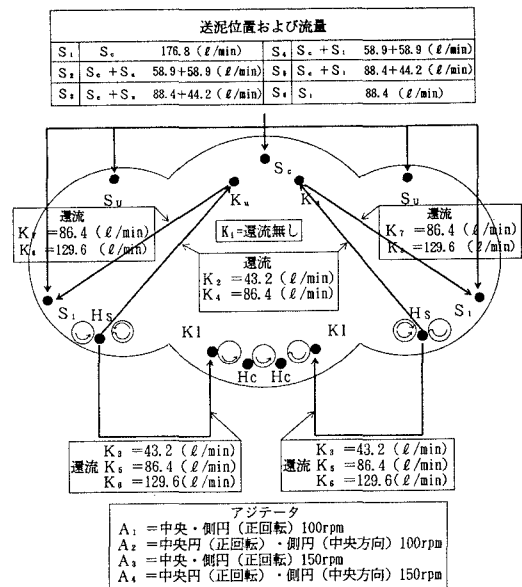 送泥位置および流量
S₁ Sc 176.8 (ℓ/min) S₄ Sc + S₁ 58.9+58.9 (ℓ/min)
S₂ Sc + Su 58.9+58.9 (ℓ/min) S₅ Sc + S₁ 88.4+44.2 (ℓ/min)
S₃ Sc + Su 88.4+44.2 (ℓ/min) S₆ S₁ 88.4 (ℓ/min)
Sc
SU
SU
Ku
K
還流
K₇ =86.4 (ℓ/min)
=129.6 (ℓ/min)
K₁=還流無し
還流
K₇ =86.4 (ℓ/min)
=129.6 (ℓ/min)
還流
K₂ =43.2 (ℓ/min)
K₄ =86.4 (ℓ/min)
S₁
S₁
Hs
Hs
Kl
Kl
Hc
Hc
K₃ =43.2 (ℓ/min)
還流 K₅ =86.4 (ℓ/min)
K₆ =129.6(ℓ/min)
K₃ =43.2 (ℓ/min)
還流 K₅ =86.4 (ℓ/min)
K₆ =129.6(ℓ/min)
アジテータ
A₁ =中央・側円 (正回転) 100rpm
A₂ =中央円 (正回転)・側円 (中央方向) 100rpm
A₃ =中央・側円 (正回転) 150rpm
A₄ =中央円 (正回転)・側円 (中央方向) 150rpm